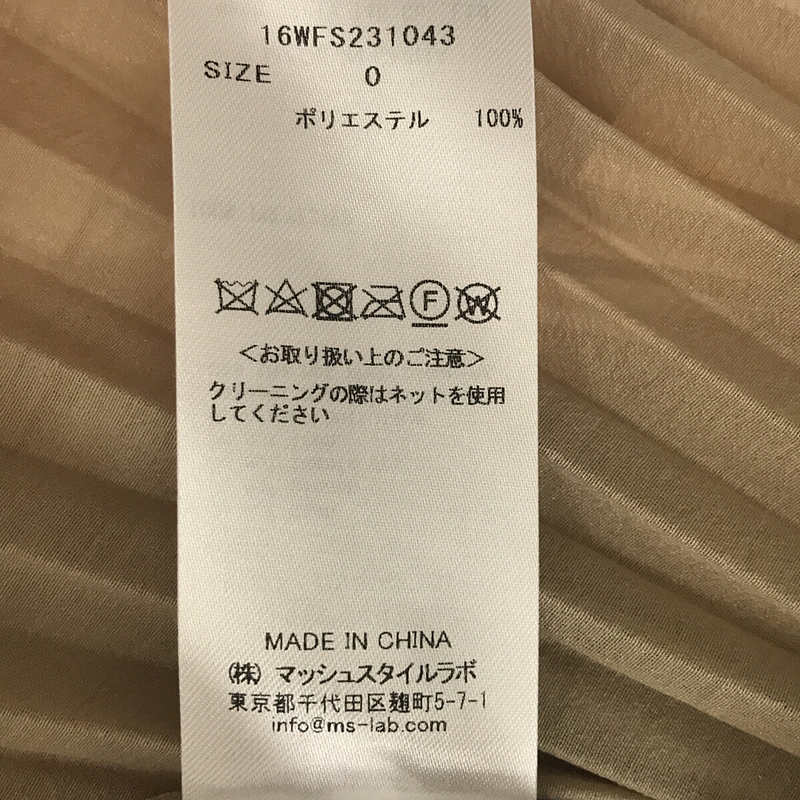 16WFS231043
SIZE 0
ポリエステル 100%
F W
<お取り扱い上のご注意>
クリーニングの際はネットを使用
してください
MADE IN CHINA
(株) マッシュスタイルラボ
東京都千代田区麹町5-7-1
info@ms-lab.com